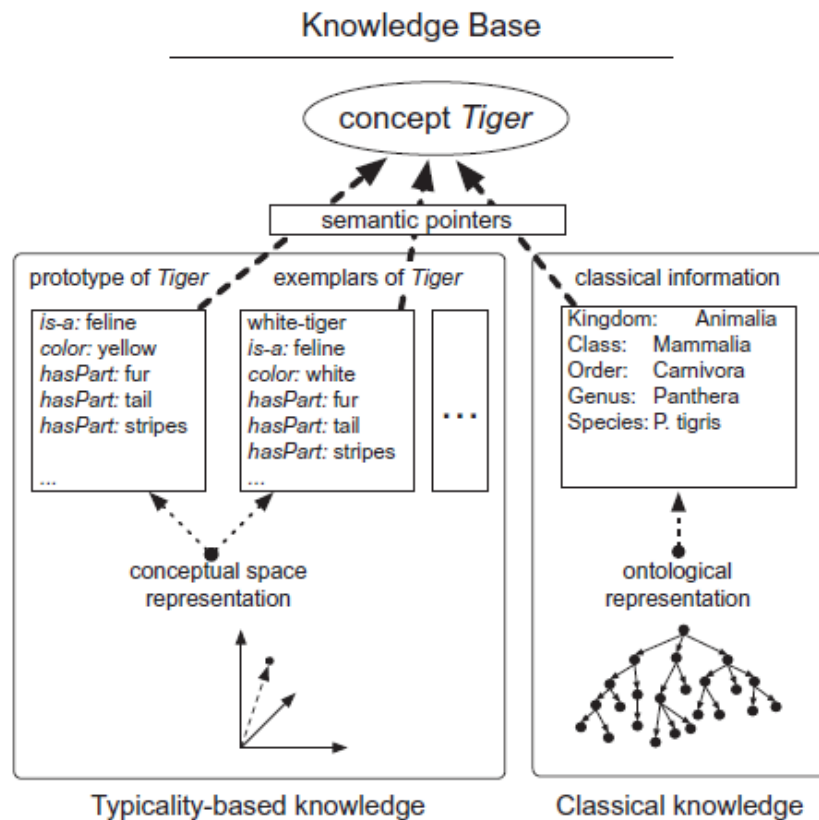 Knowledge Base
concept Tiger
semantic pointers
prototype of Tiger
is-a: feline
color: yellow
hasPart: fur
hasPart: tail
hasPart: stripes
...
exemplars of Tiger
white-tiger
is-a: feline
color: white
hasPart: fur
hasPart: tail
hasPart: stripes
...
...
conceptual space
representation
Typicality-based knowledge
classical information
Kingdom: Animalia
Class: Mammalia
Order: Carnivora
Genus: Panthera
Species: P. tigris
ontological
representation
Classical knowledge